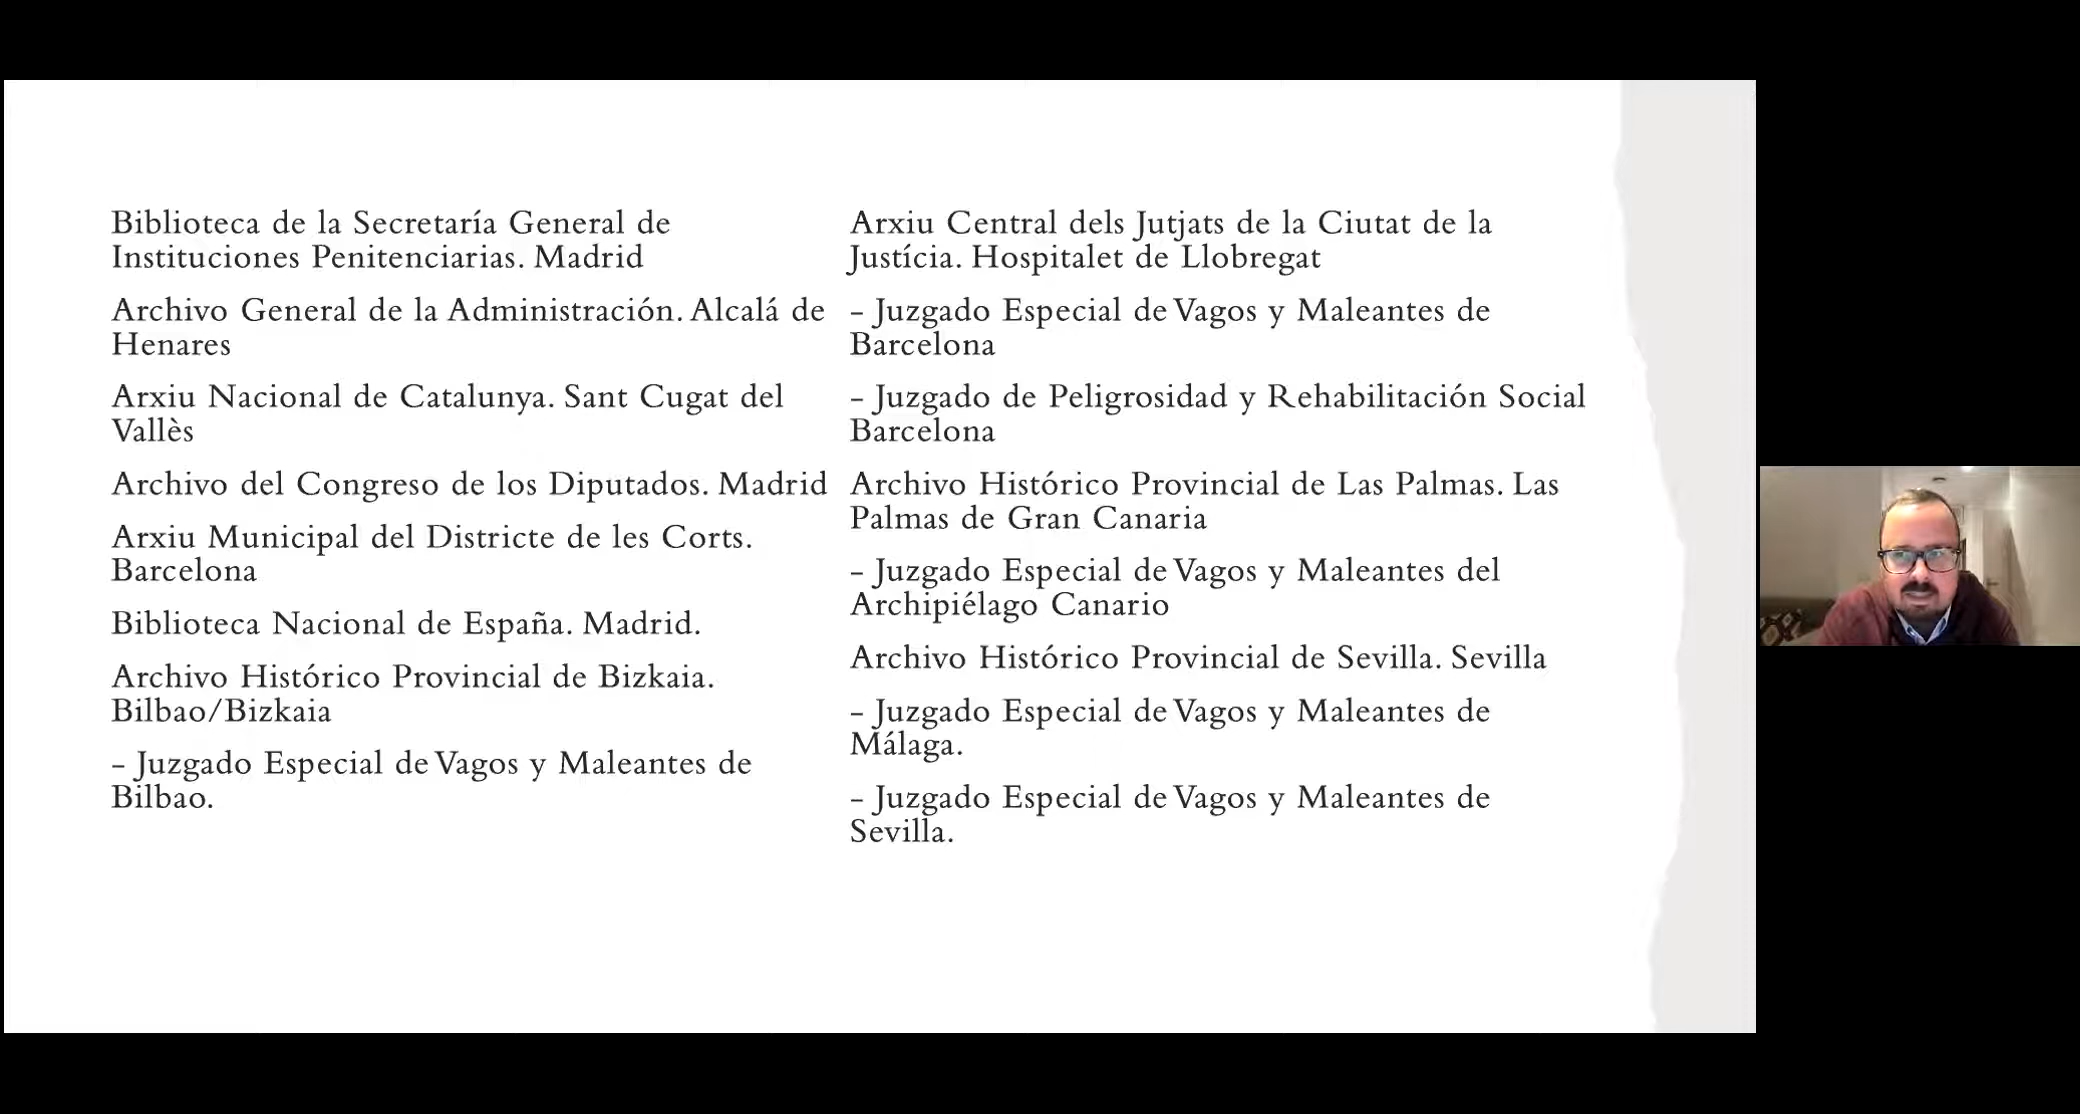 Biblioteca de la Secretaría General de
Instituciones Penitenciarias. Madrid
Archivo General de la Administración. Alcalá de
Henares
Arxiu Nacional de Catalunya. Sant Cugat del
Vallès
Archivo del Congreso de los Diputados. Madrid
Arxiu Municipal del Districte de les Corts.
Barcelona
Biblioteca Nacional de España. Madrid.
Archivo Histórico Provincial de Bizkaia.
Bilbao/Bizkaia
- Juzgado Especial de Vagos y Maleantes de
Bilbao.
Arxiu Central dels Jutjats de la Ciutat de la
Justícia. Hospitalet de Llobregat
- Juzgado Especial de Vagos y Maleantes de
Barcelona
- Juzgado de Peligrosidad y Rehabilitación Social
Barcelona
Archivo Histórico Provincial de Las Palmas. Las
Palmas de Gran Canaria
- Juzgado Especial de Vagos y Maleantes del
Archipiélago Canario
Archivo Histórico Provincial de Sevilla. Sevilla
- Juzgado Especial de Vagos y Maleantes de
Málaga.
- Juzgado Especial de Vagos y Maleantes de
Sevilla.